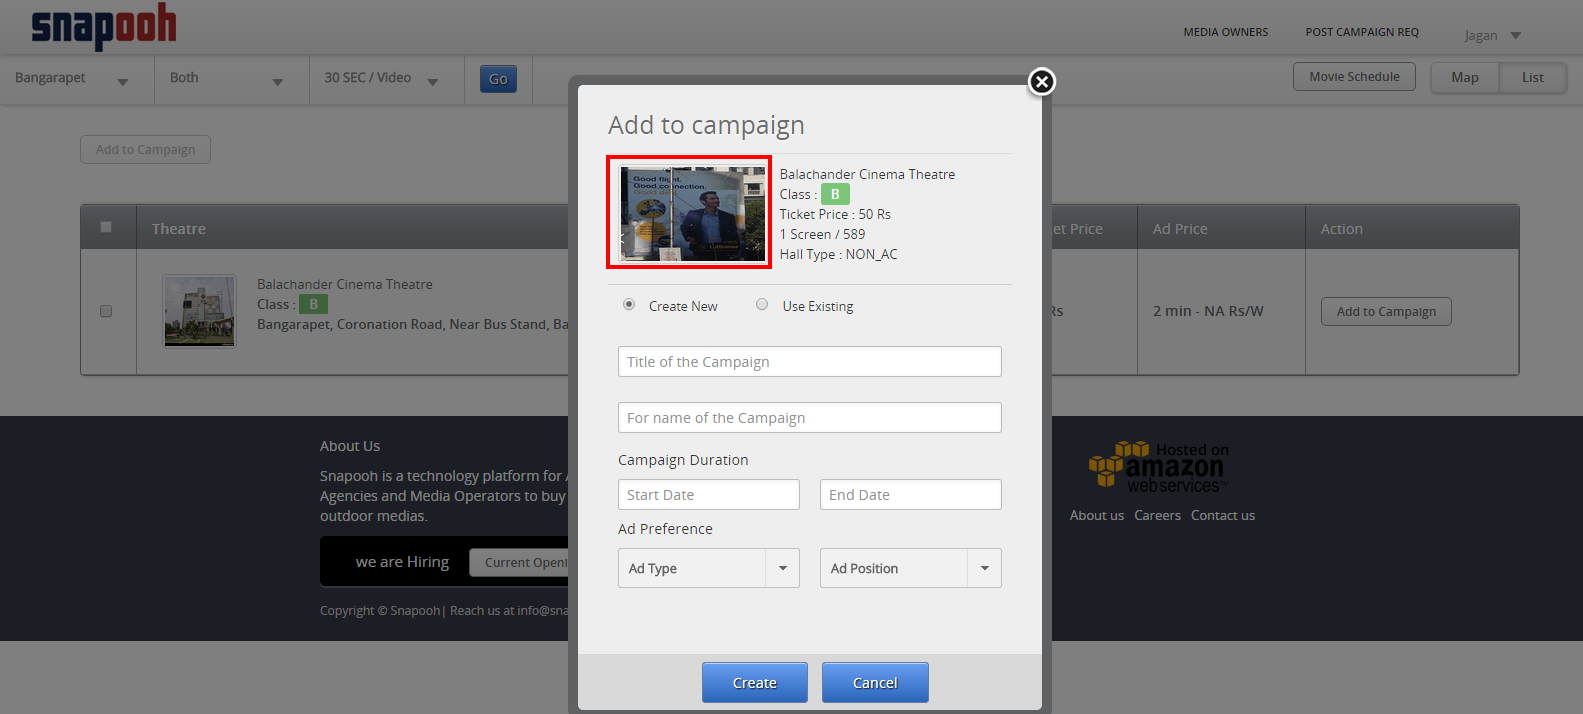 snapooh
MEDIA OWNERS
POST CAMPAIGN REQ
Jagan
Bangarapet
Both
30 SEC / Video
Go
Movie Schedule
Map
List
Add to Campaign
Theatre
et Price
Ad Price
Action
Balachander Cinema Theatre
Class : B
Bangarapet, Coronation Road, Near Bus Stand, Ba
Rs
2 min - NA Rs/W
Add to Campaign
Add to campaign
Good flight.
Good connection.
Balachander Cinema Theatre
Class : B
Ticket Price : 50 Rs
1 Screen / 589
Hall Type : NON_AC
Create New
Use Existing
Title of the Campaign
For name of the Campaign
Campaign Duration
Start Date
End Date
Ad Preference
Ad Type
Ad Position
Create
Cancel
About Us
Snapooh is a technology platform for
Agencies and Media Operators to buy
outdoor medias.
we are Hiring
Current Openi
Copyright © Snapooh| Reach us at info@sna
Hosted on
amazon
web services
About us
Careers
Contact us